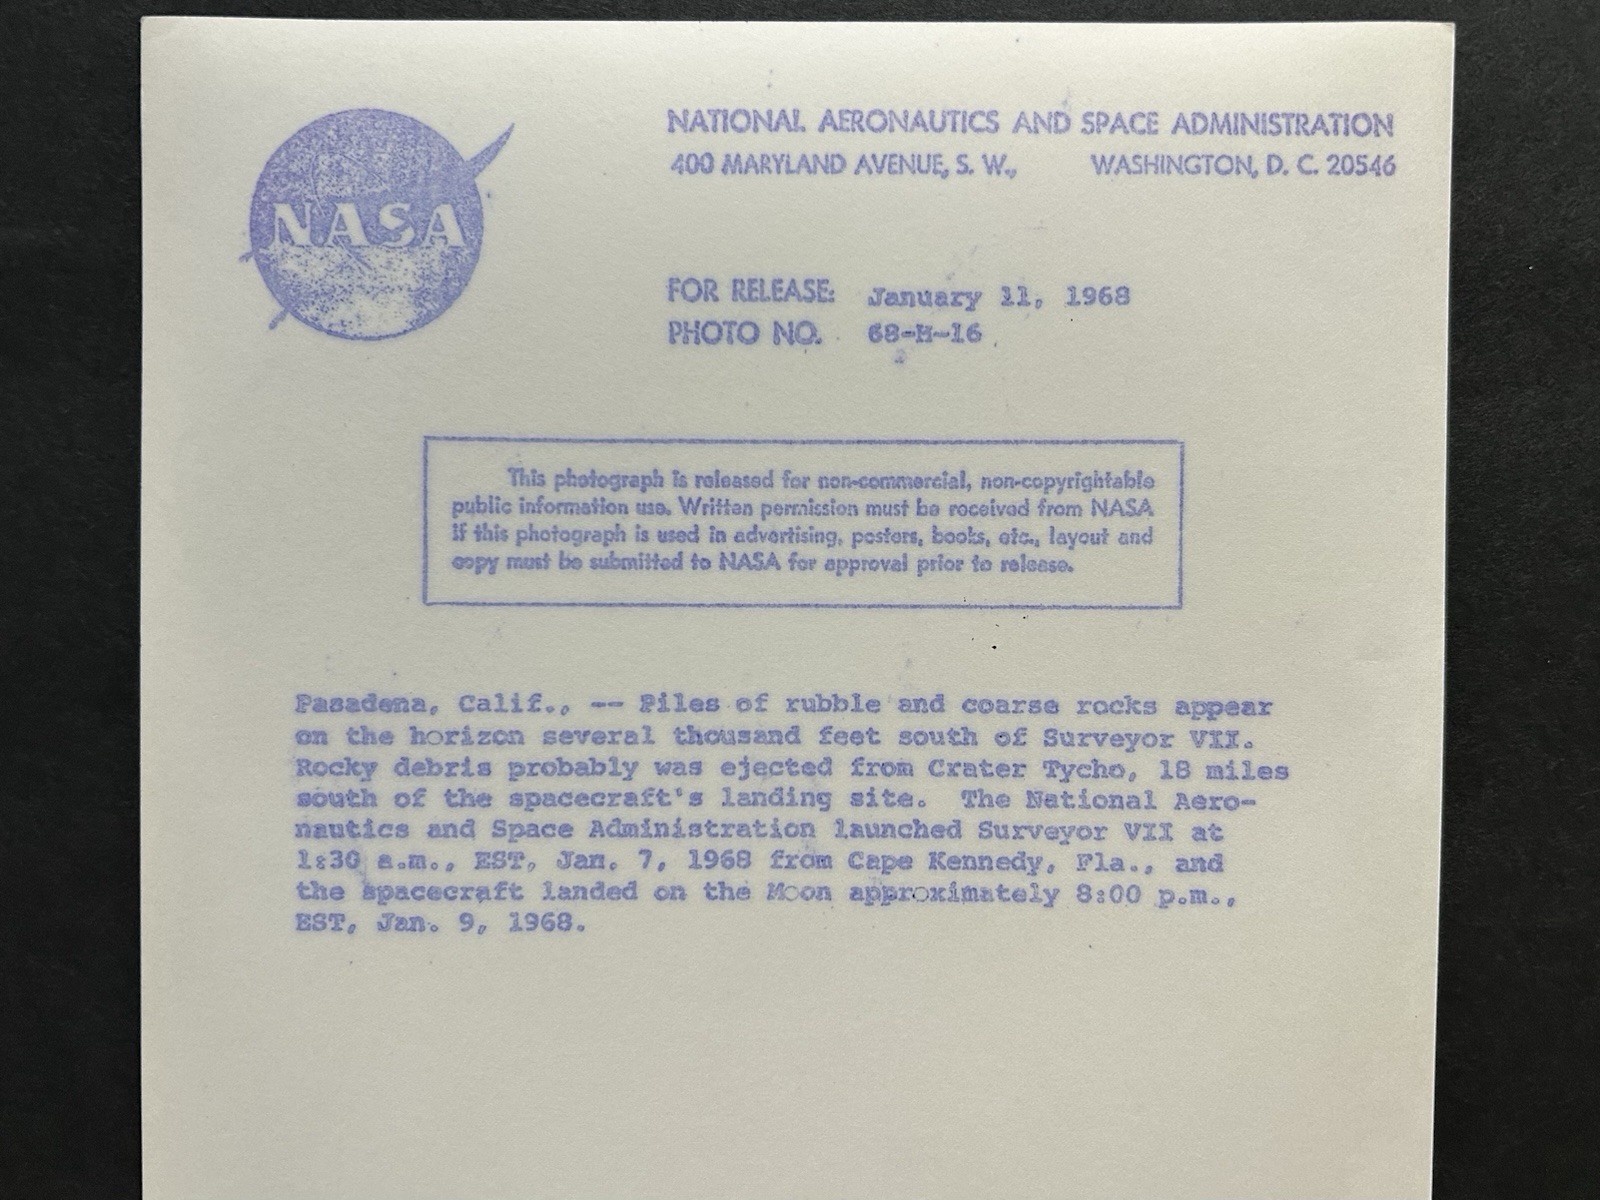 NASA
NATIONAL AERONAUTICS AND SPACE ADMINISTRATION
400 MARYLAND AVENUE, S. W., WASHINGTON, D. C. 20546
FOR RELEASE: January 11, 1968
PHOTO NO. 68-H-16
This photograph is released for non-commercial, non-copyrightable
public information use. Written permission must be received from NASA
if this photograph is used in advertising, posters, books, etc., layout and
copy must be submitted to NASA for approval prior to release.
Pasadena, Calif., -- Piles of rubble and coarse rocks appear
on the horizon several thousand feet south of Surveyor VII.
Rocky debris probably was ejected from Crater Tycho, 18 miles
south of the spacecraft's landing site. The National Aero-
nautics and Space Administration launched Surveyor VII at
1:30 a.m., EST, Jan. 7, 1968 from Cape Kennedy, Fla., and
the spacecraft landed on the Moon approximately 8:00 p.m.,
EST, Jan. 9, 1968.